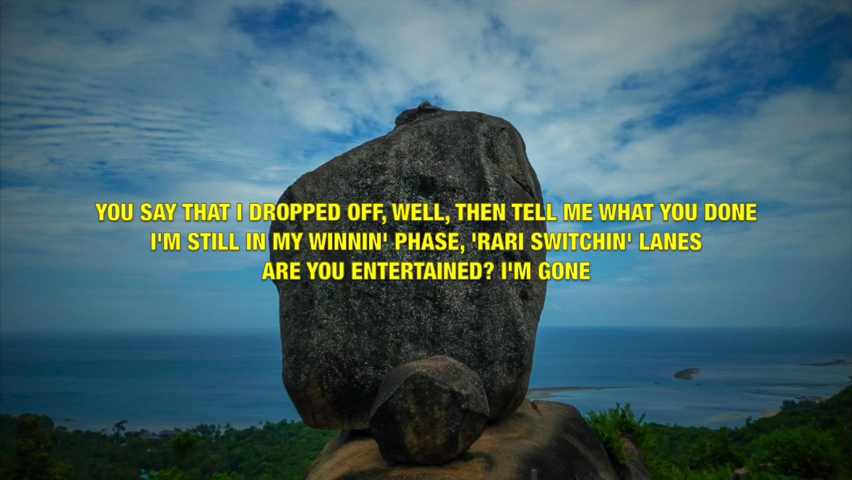 YOU SAY THAT I DROPPED OFF, WELL, THEN TELL ME WHAT YOU DONE
I'M STILL IN MY WINNIN' PHASE, 'RARI SWITCHIN' LANES
ARE YOU ENTERTAINED? I'M GONE